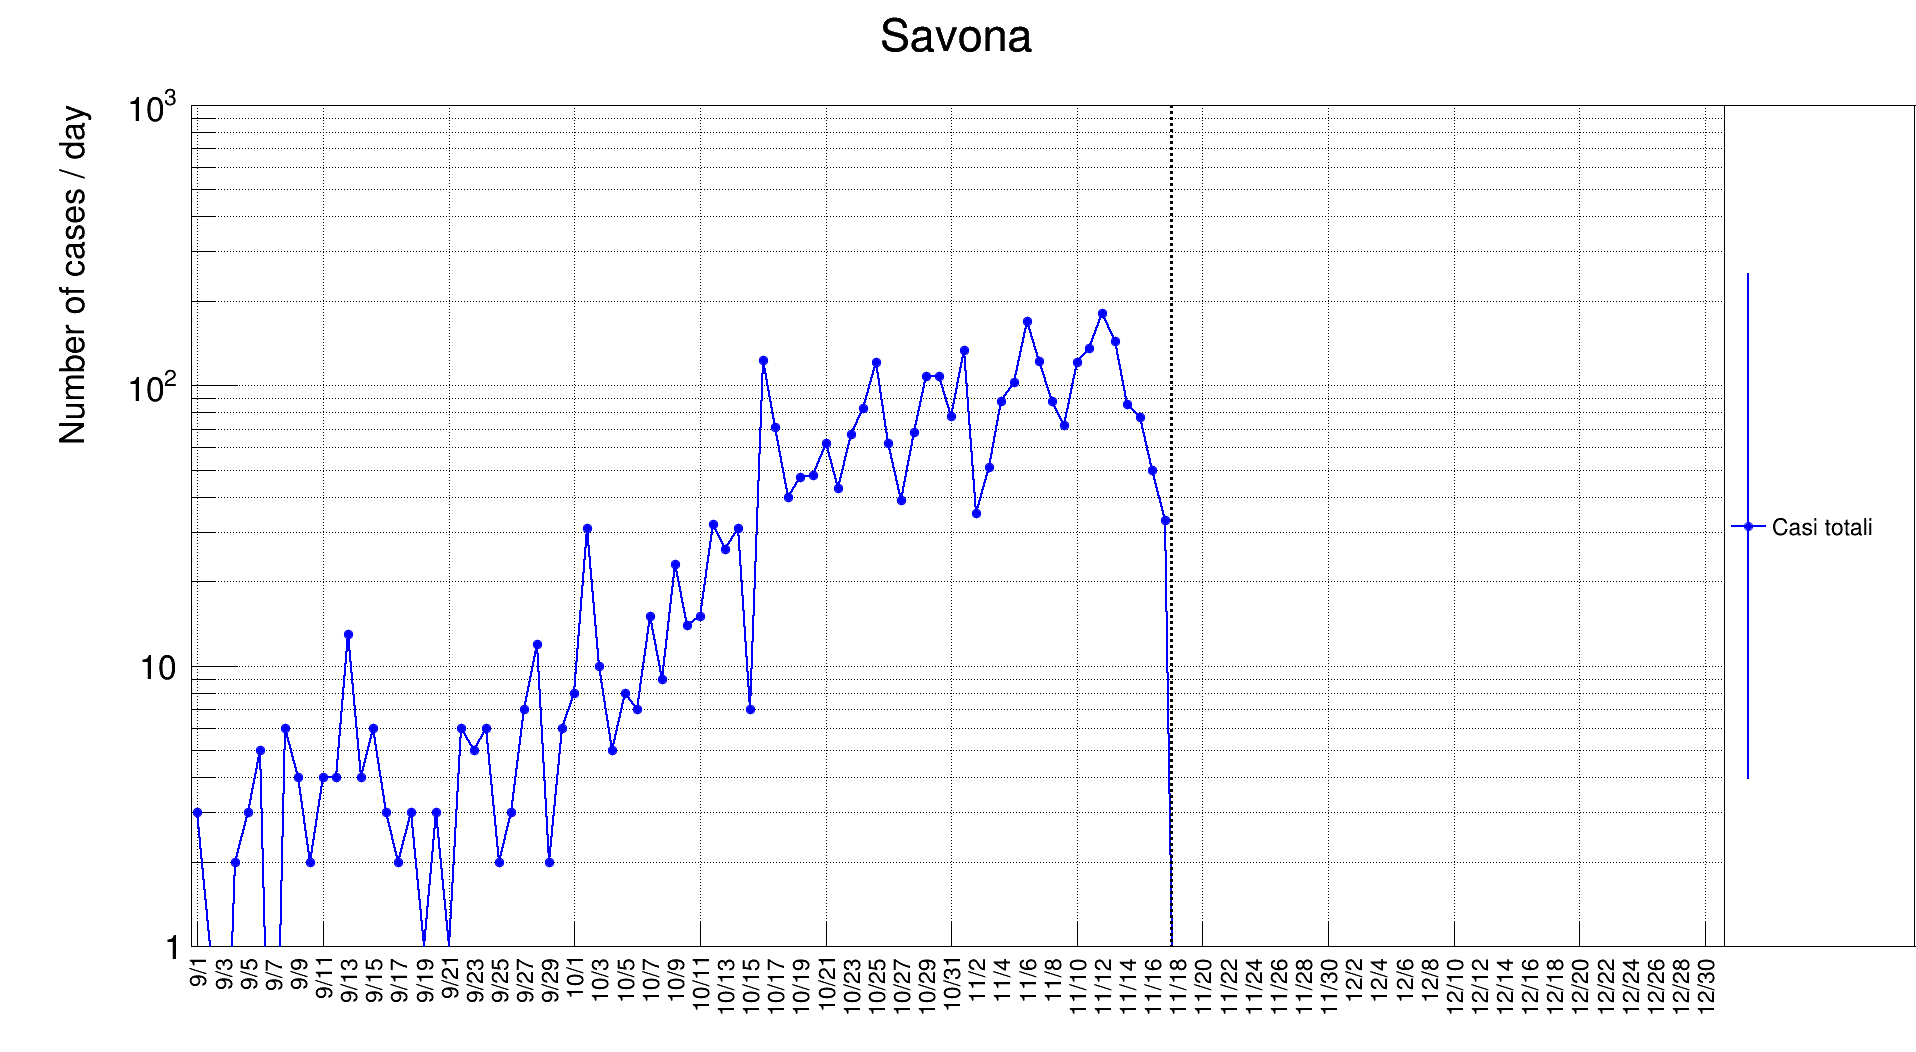 Savona
Number of cases / day
10³
10²
10
1
9/1 9/3 9/5 9/7 9/9 9/11 9/13 9/15 9/17 9/19 9/21 9/23 9/25 9/27 9/29 10/1 10/3 10/5 10/7 10/9 10/11 10/13 10/15 10/17 10/19 10/21 10/23 10/25 10/27 10/29 10/31 11/2 11/4 11/6 11/8 11/10 11/12 11/14 11/16 11/18 11/20 11/22 11/24 11/26 11/28 11/30 12/2 12/4 12/6 12/8 12/10 12/12 12/14 12/16 12/18 12/20 12/22 12/24 12/26 12/28 12/30
Casi totali